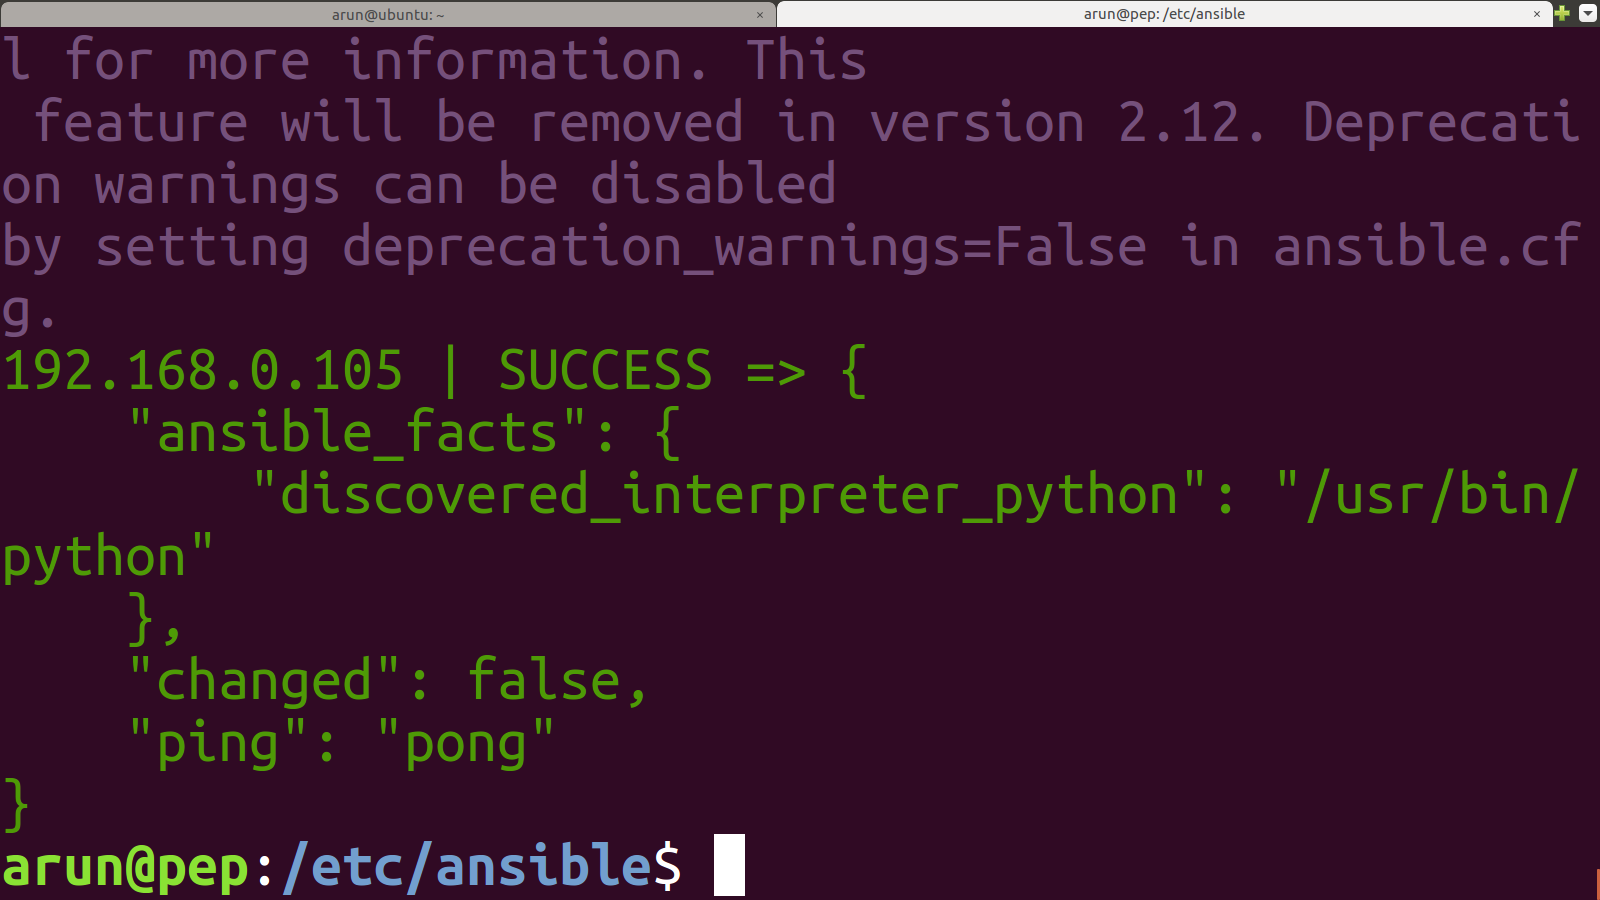 arun@ubuntu: ~ × arun@pep: /etc/ansible ×
l for more information. This
 feature will be removed in version 2.12. Deprecati
on warnings can be disabled
by setting deprecation_warnings=False in ansible.cf
g.
192.168.0.105 | SUCCESS => {
    "ansible_facts": {
        "discovered_interpreter_python": "/usr/bin/
python"
    },
    "changed": false,
    "ping": "pong"
}
arun@pep:/etc/ansible$